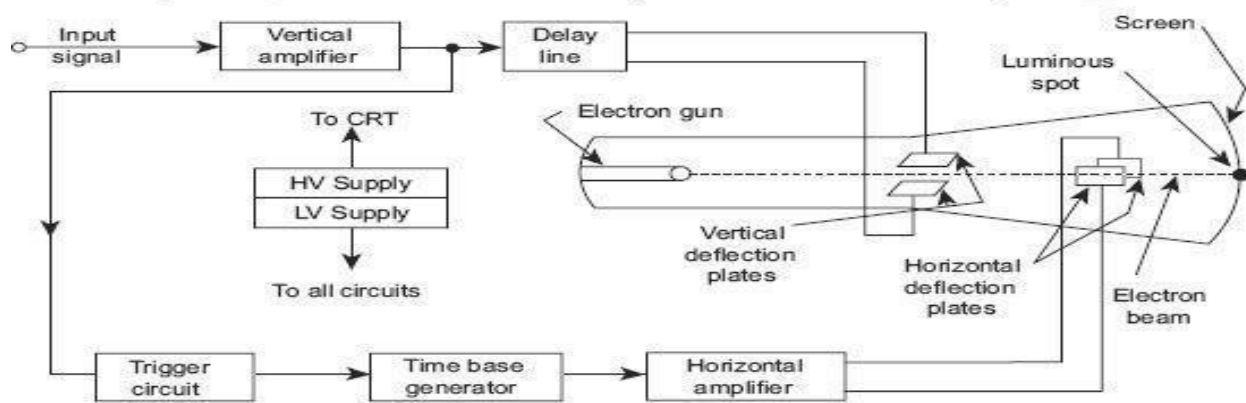 Input
signal
Vertical
amplifier
Delay
line
Screen
Luminous
spot
Electron gun
To CRT
HV Supply
LV Supply
To all circuits
Vertical
deflection
plates
Horizontal
deflection
plates
Electron
beam
Trigger
circuit
Time base
generator
Horizontal
amplifier